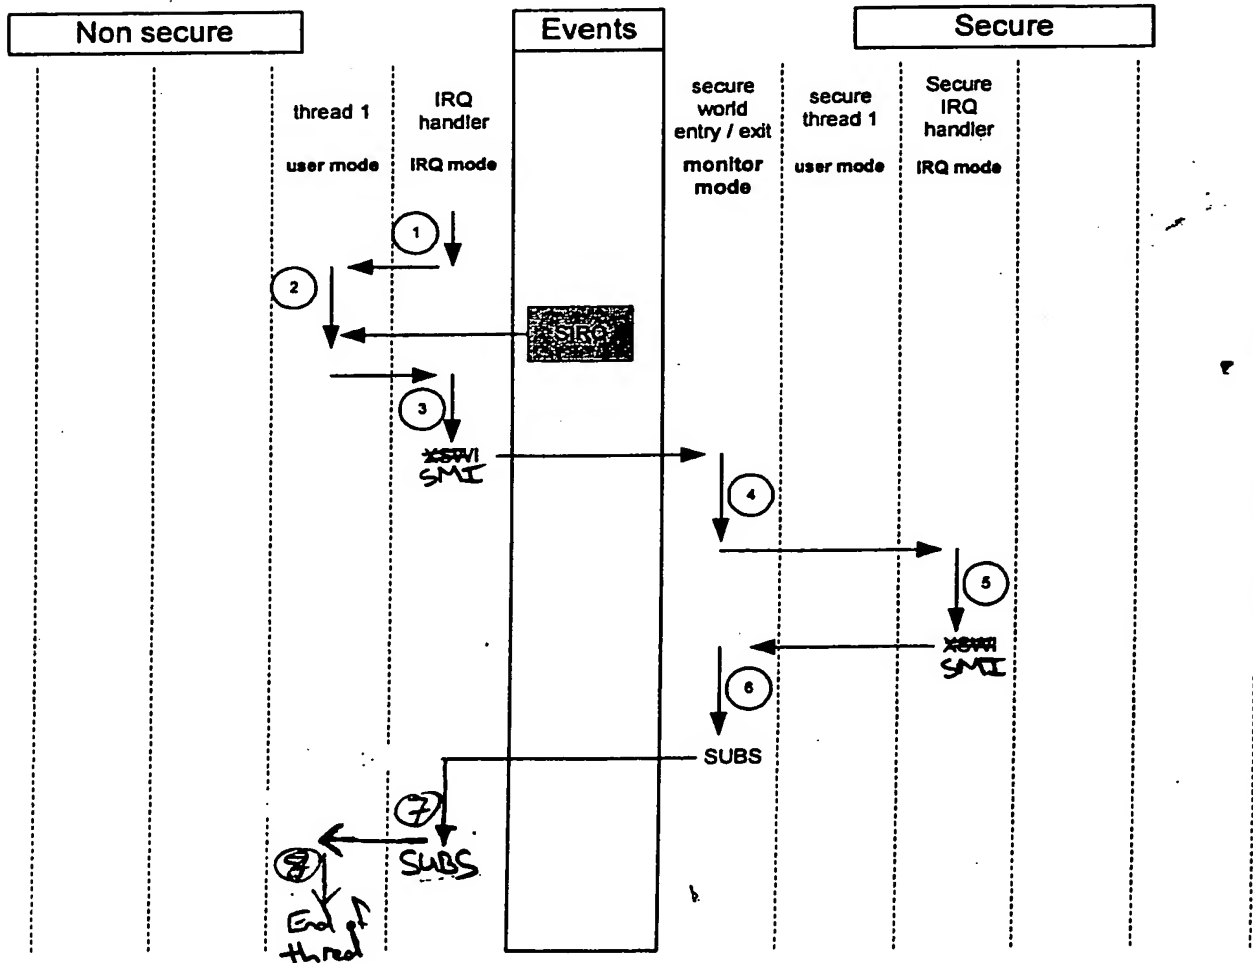 Non secure
Events
Secure
thread 1
user mode
IRQ
handler
IRQ mode
secure
world
entry / exit
monitor
mode
secure
thread 1
user mode
Secure
IRQ
handler
IRQ mode
1
2
SIRQ
3
XSWI
SMI
4
5
XSWI
SMI
6
SUBS
7
SUBS
8
End of
thread